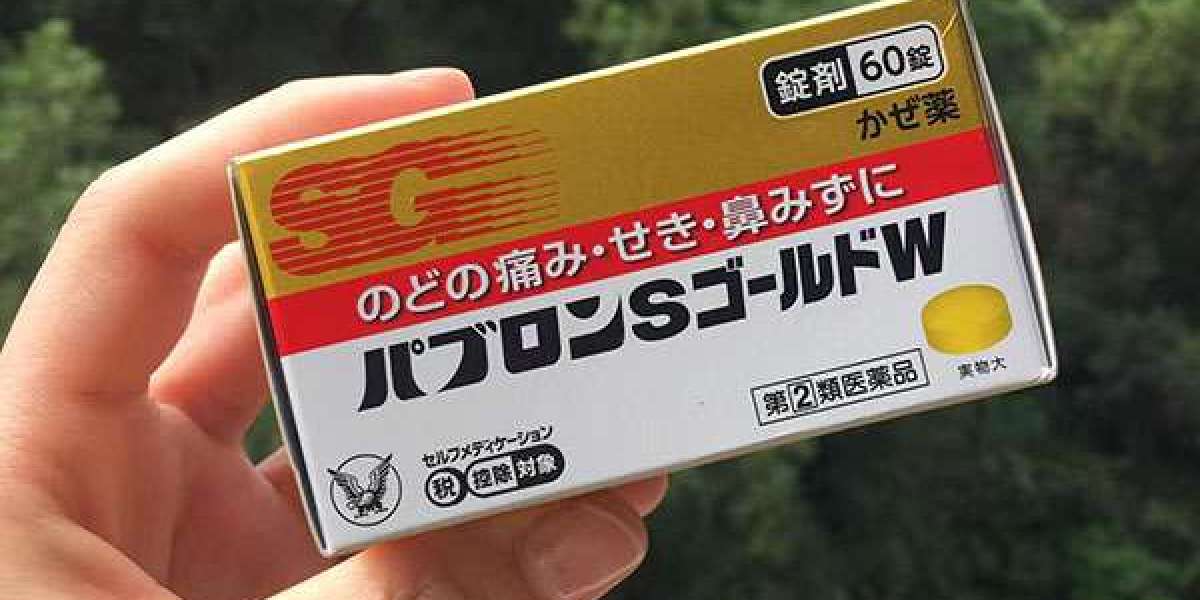 錠剤 60錠
かぜ薬
SG
のどの痛み・せき・鼻みずに
パブロンSゴールドW
実物大
第②類医薬品
セルフメディケーション
税 控除 対象